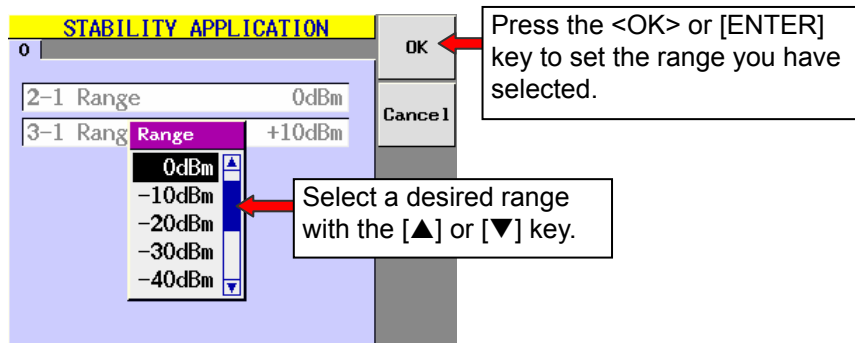 STABILITY APPLICATION
0
2-1 Range 0dBm
3-1 Rang +10dBm
Range
0dBm
-10dBm
-20dBm
-30dBm
-40dBm
OK
Cancel
Press the <OK> or [ENTER]
key to set the range you have
selected.
Select a desired range
with the [▲] or [▼] key.